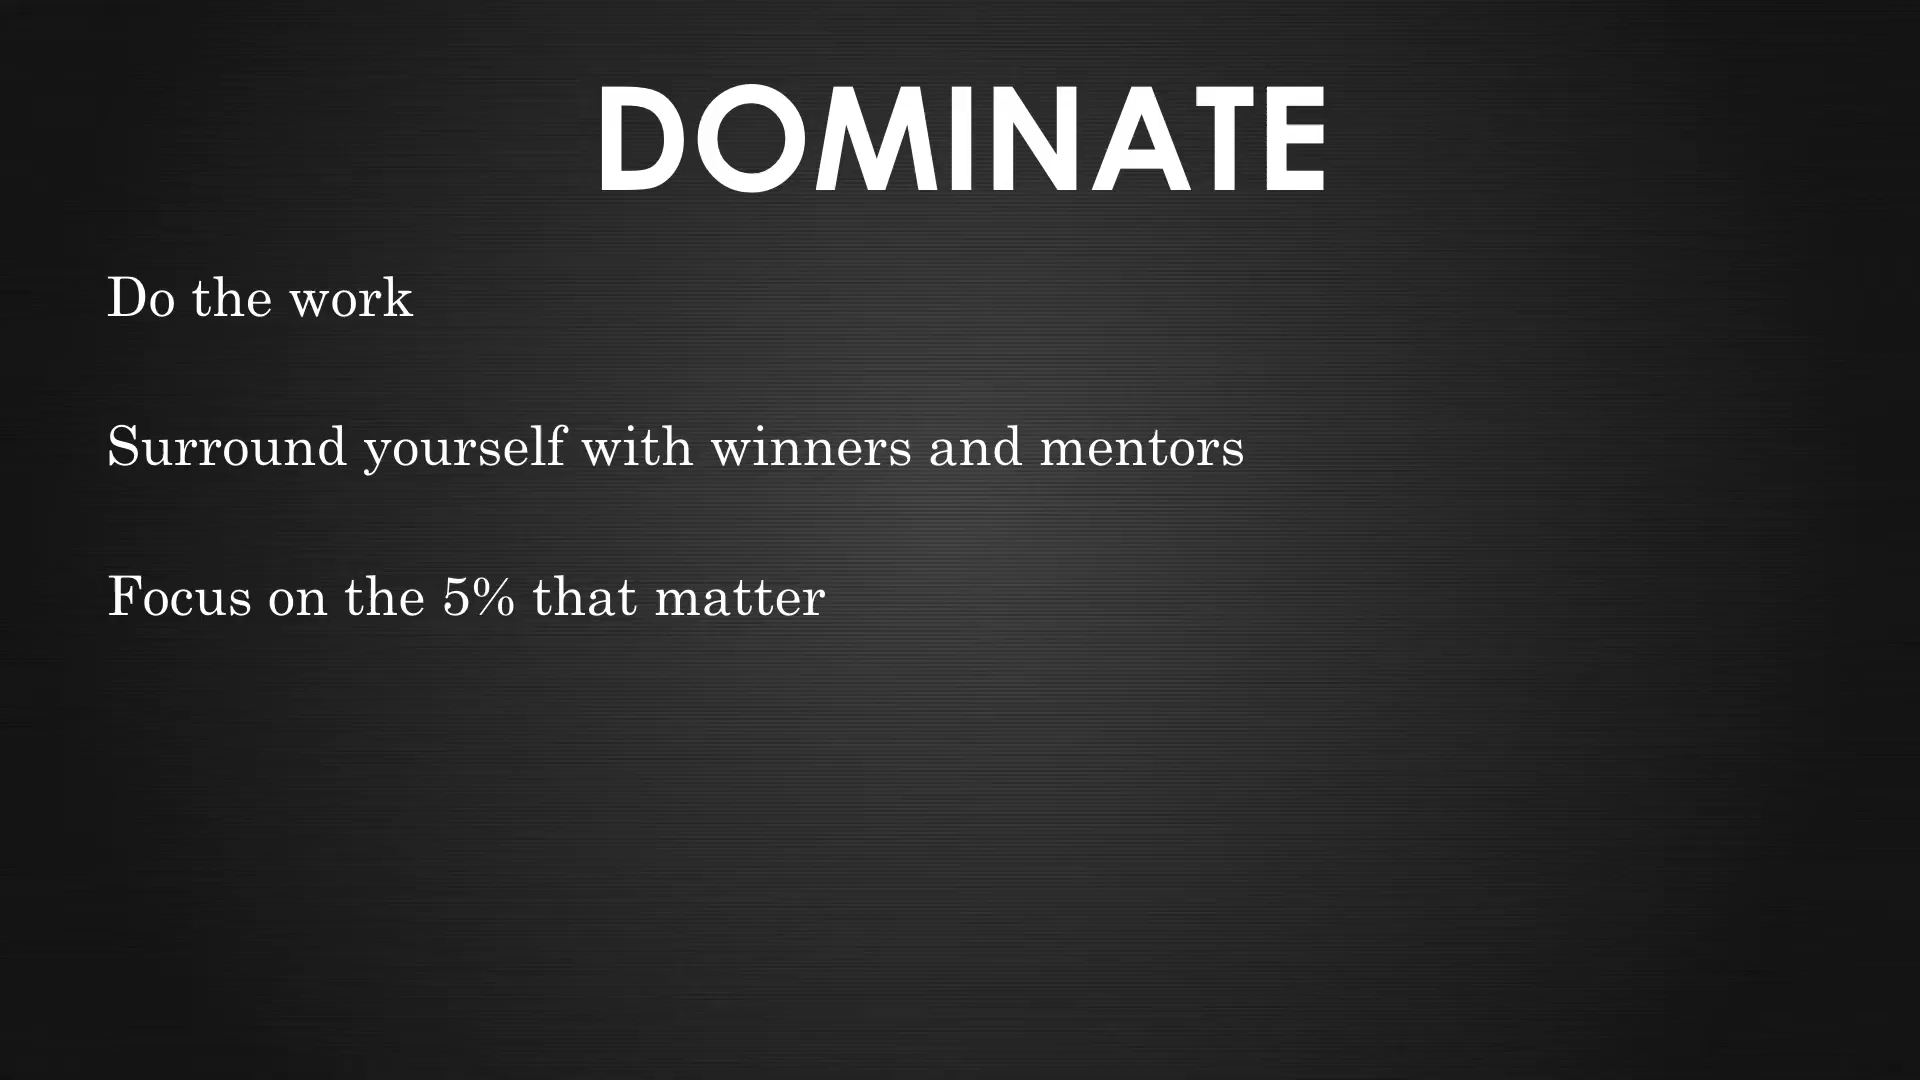 DOMINATE
Do the work
Surround yourself with winners and mentors
Focus on the 5% that matter